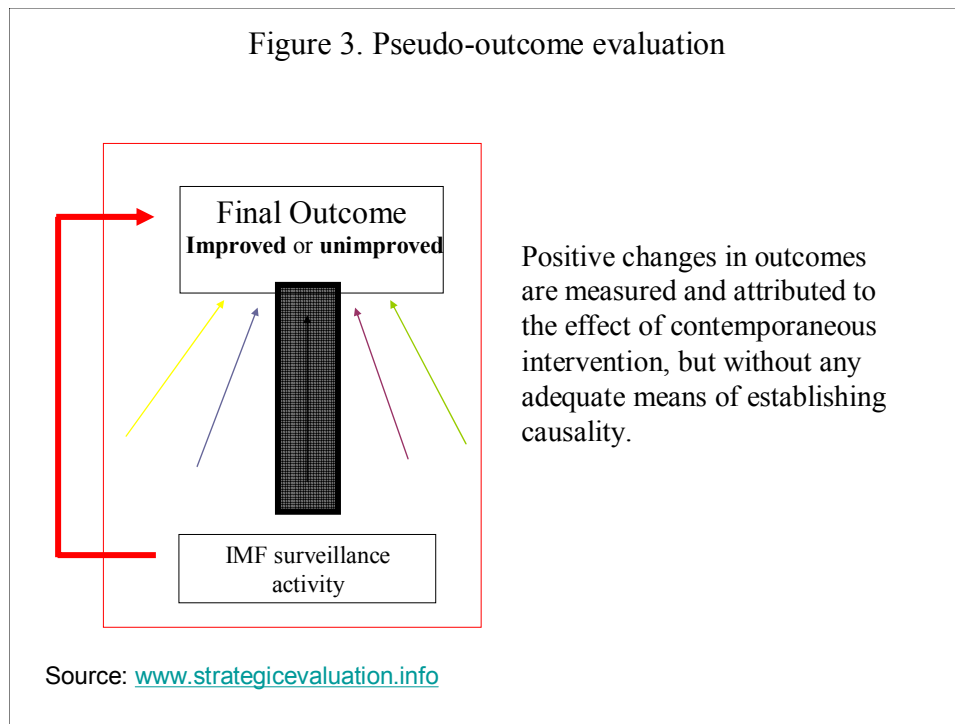 Figure 3. Pseudo-outcome evaluation
Final Outcome
Improved or unimproved
Positive changes in outcomes
are measured and attributed to
the effect of contemporaneous
intervention, but without any
adequate means of establishing
causality.
IMF surveillance
activity
Source: www.strategicevaluation.info